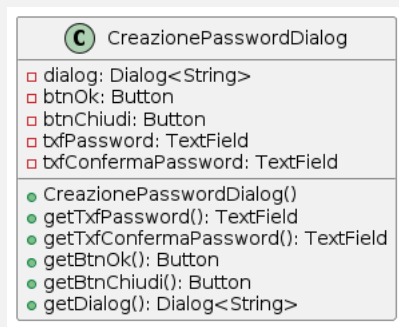 C CreazionePasswordDialog
dialog: Dialog<String>
btnOk: Button
btnChiudi: Button
txfPassword: TextField
txfConfermaPassword: TextField
CreazionePasswordDialog()
getTxfPassword(): TextField
getTxfConfermaPassword(): TextField
getBtnOk(): Button
getBtnChiudi(): Button
getDialog(): Dialog<String>